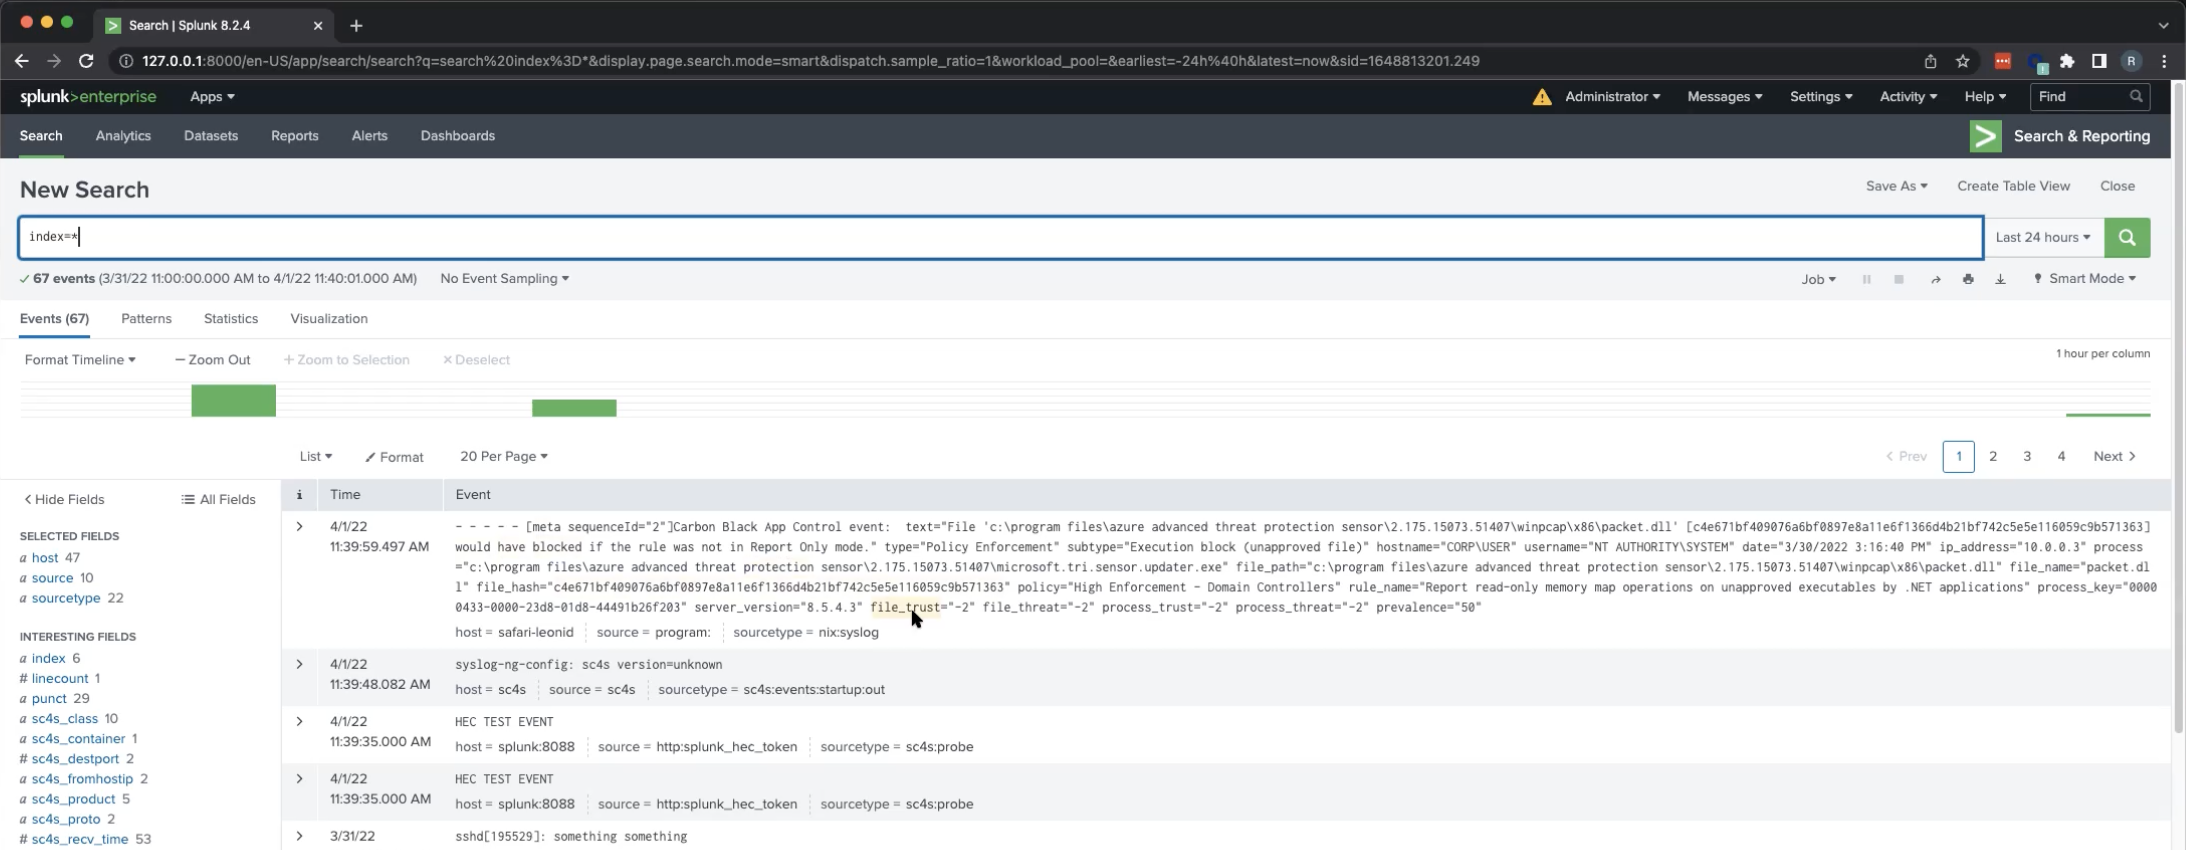 Search | Splunk 8.2.4
127.0.0.1:8000/en-US/app/search/search?q=search%20index%3D*&display.page.search.mode=smart&dispatch.sample_ratio=1&workload_pool=&earliest=-24h%40h&latest=now&sid=1648813201.249
R
splunk>enterprise Apps Administrator Messages Settings Activity Help Find
Search Analytics Datasets Reports Alerts Dashboards Search & Reporting
New Search Save As Create Table View Close
index=* Last 24 hours
67 events (3/31/22 11:00:00.000 AM to 4/1/22 11:40:01.000 AM) No Event Sampling Job Smart Mode
Events (67) Patterns Statistics Visualization
Format Timeline — Zoom Out + Zoom to Selection × Deselect 1 hour per column
List Format 20 Per Page < Prev 1 2 3 4 Next >
< Hide Fields All Fields i Time Event
SELECTED FIELDS
a host 47
a source 10
a sourcetype 22
INTERESTING FIELDS
a index 6
# linecount 1
a punct 29
a sc4s_class 10
a sc4s_container 1
# sc4s_destport 2
a sc4s_fromhostip 2
a sc4s_product 5
a sc4s_proto 2
# sc4s_recv_time 53
> 4/1/22
11:39:59.497 AM
- - - - - [meta sequenceId="2"]Carbon Black App Control event:  text="File 'c:\program files\azure advanced threat protection sensor\2.175.15073.51407\winpcap\x86\packet.dll' [c4e671bf409076a6bf0897e8a11e6f1366d4b21bf742c5e5e116059c9b571363]
would have blocked if the rule was not in Report Only mode." type="Policy Enforcement" subtype="Execution block (unapproved file)" hostname="CORP\USER" username="NT AUTHORITY\SYSTEM" date="3/30/2022 3:16:40 PM" ip_address="10.0.0.3" process
="c:\program files\azure advanced threat protection sensor\2.175.15073.51407\microsoft.tri.sensor.updater.exe" file_path="c:\program files\azure advanced threat protection sensor\2.175.15073.51407\winpcap\x86\packet.dll" file_name="packet.dl
l" file_hash="c4e671bf409076a6bf0897e8a11e6f1366d4b21bf742c5e5e116059c9b571363" policy="High Enforcement - Domain Controllers" rule_name="Report read-only memory map operations on unapproved executables by .NET applications" process_key="0000
0433-0000-23d8-01d8-44491b26f203" server_version="8.5.4.3" file_trust="-2" file_threat="-2" process_trust="-2" process_threat="-2" prevalence="50"
host = safari-leonid source = program: sourcetype = nix:syslog
> 4/1/22
11:39:48.082 AM
syslog-ng-config: sc4s version=unknown
host = sc4s source = sc4s sourcetype = sc4s:events:startup:out
> 4/1/22
11:39:35.000 AM
HEC TEST EVENT
host = splunk:8088 source = http:splunk_hec_token sourcetype = sc4s:probe
> 4/1/22
11:39:35.000 AM
HEC TEST EVENT
host = splunk:8088 source = http:splunk_hec_token sourcetype = sc4s:probe
> 3/31/22
sshd[195529]: something something